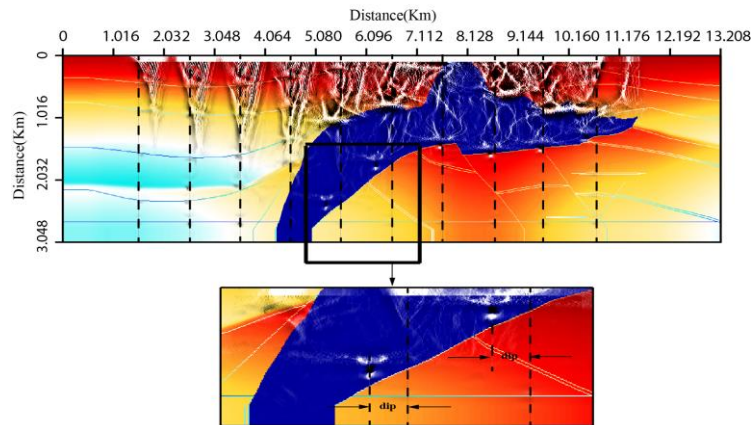 Distance(Km)
0 1.016 2.032 3.048 4.064 5.080 6.096 7.112 8.128 9.144 10.160 11.176 12.192 13.208
Distance(Km)
0
1.016
2.032
3.048
dip
dip